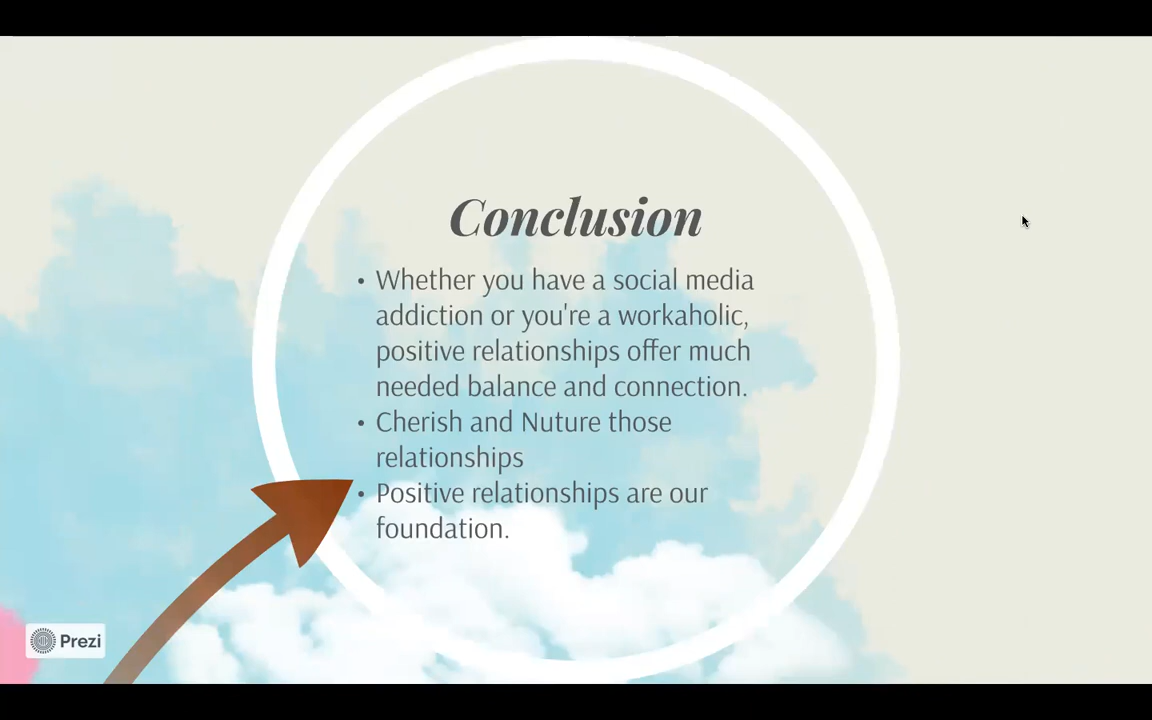 Conclusion
• Whether you have a social media
addiction or you're a workaholic,
positive relationships offer much
needed balance and connection.
• Cherish and Nuture those
relationships
• Positive relationships are our
foundation.
Prezi